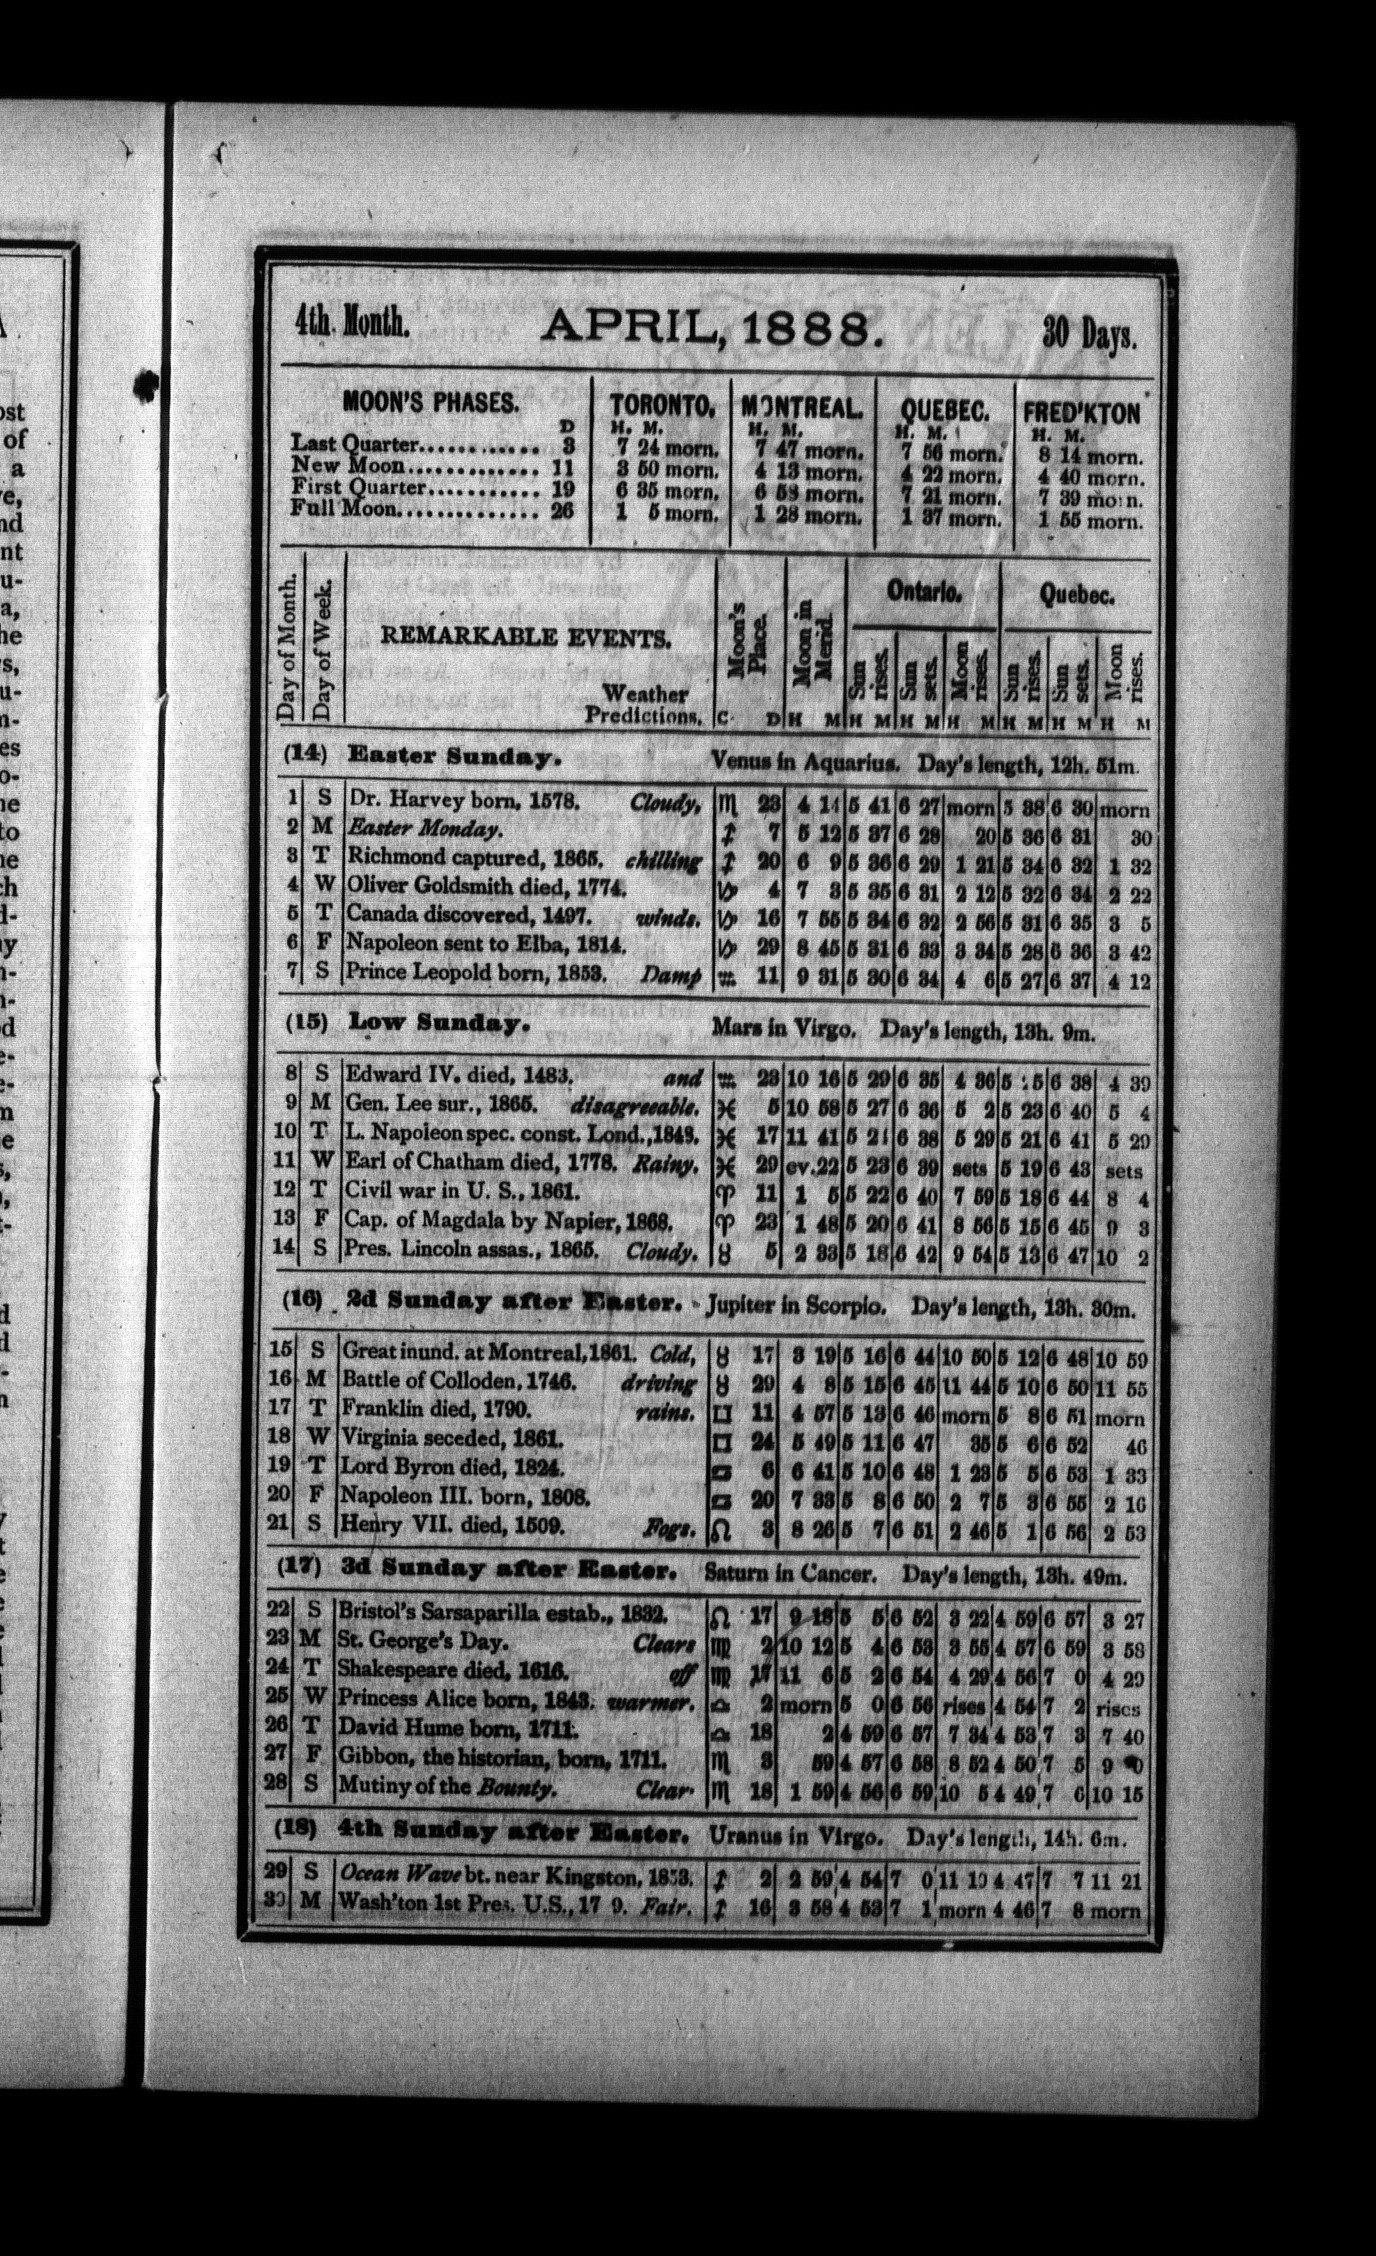 ost
of
a
ve,
nd
nt
u-
a,
he
s,
u-
n-
es
o-
ne
to
he
ch
d-
ny
n-
n-
d
e-
e-
n
e
s,
4th Month. APRIL, 1888. 30 Days.
MOON'S PHASES. TORONTO. MONTREAL. QUEBEC. FRED'KTON
D H. M. H. M. H. M. H. M.
Last Quarter............ 3 7 24 morn. 7 47 morn. 7 56 morn. 8 14 morn.
New Moon............. 11 3 50 morn. 4 13 morn. 4 22 morn. 4 40 morn.
First Quarter........... 19 6 35 morn. 6 58 morn. 7 21 morn. 7 39 morn.
Full Moon.............. 26 1 5 morn. 1 28 morn. 1 37 morn. 1 55 morn.
Day of Month. Day of Week. REMARKABLE EVENTS. Weather Predictions. Moon's Place. Moon in Merid. Ontario. Quebec.
Sun rises. Sun sets. Moon rises. Sun rises. Sun sets. Moon rises.
C D H M H M H M H M H M H M H M
(14) Easter Sunday. Venus in Aquarius. Day's length, 12h. 51m.
1 S Dr. Harvey born, 1578. Cloudy, ♏ 23 4 14 5 41 6 27 morn 5 38 6 30 morn
2 M Easter Monday. ♐ 7 5 12 5 37 6 28 20 5 36 6 31 30
3 T Richmond captured, 1865. chilling ♐ 20 6 9 5 36 6 29 1 21 5 34 6 32 1 32
4 W Oliver Goldsmith died, 1774. ♑ 4 7 3 5 35 6 31 2 12 5 32 6 34 2 22
5 T Canada discovered, 1497. winds. ♑ 16 7 55 5 34 6 32 2 56 5 31 6 35 3 5
6 F Napoleon sent to Elba, 1814. ♑ 29 8 45 5 31 6 33 3 34 5 28 6 36 3 42
7 S Prince Leopold born, 1853. Damp ♒ 11 9 31 5 30 6 34 4 6 5 27 6 37 4 12
(15) Low Sunday. Mars in Virgo. Day's length, 13h. 9m.
8 S Edward IV. died, 1483. and ♒ 23 10 16 5 29 6 35 4 36 5 5 6 38 4 39
9 M Gen. Lee sur., 1865. disagreeable. ♓ 5 10 58 5 27 6 36 5 2 5 23 6 40 5 4
10 T L. Napoleon spec. const. Lond., 1848. ♓ 17 11 41 5 24 6 38 5 29 5 21 6 41 5 29
11 W Earl of Chatham died, 1778. Rainy. ♓ 29 ev. 22 5 23 6 39 sets 5 19 6 43 sets
12 T Civil war in U. S., 1861. ♈ 11 1 5 5 22 6 40 7 59 5 18 6 44 8 4
13 F Cap. of Magdala by Napier, 1868. ♈ 23 1 48 5 20 6 41 8 56 5 15 6 45 9 3
14 S Pres. Lincoln assas., 1865. Cloudy. ♉ 5 2 33 5 18 6 42 9 54 5 13 6 47 10 2
(16) 2d Sunday after Easter. Jupiter in Scorpio. Day's length, 13h. 30m.
15 S Great inund. at Montreal, 1861. Cold, ♉ 17 3 19 5 16 6 44 10 50 5 12 6 48 10 59
16 M Battle of Colloden, 1746. driving ♉ 29 4 8 5 15 6 45 11 44 5 10 6 50 11 55
17 T Franklin died, 1790. rains. ♊ 11 4 57 5 13 6 46 morn 5 8 6 51 morn
18 W Virginia seceded, 1861. ♊ 24 5 49 5 11 6 47 35 5 6 6 52 46
19 T Lord Byron died, 1824. ♋ 6 6 41 5 10 6 48 1 23 5 5 6 53 1 33
20 F Napoleon III. born, 1808. ♋ 20 7 33 5 8 6 50 2 7 5 3 6 55 2 16
21 S Henry VII. died, 1509. Fogs. ♌ 3 8 26 5 7 6 51 2 46 5 1 6 56 2 53
(17) 3d Sunday after Easter. Saturn in Cancer. Day's length, 13h. 49m.
22 S Bristol's Sarsaparilla estab., 1832. ♌ 17 9 18 5 5 6 52 3 22 4 59 6 57 3 27
23 M St. George's Day. Clears ♍ 2 10 12 5 4 6 53 3 55 4 57 6 59 3 58
24 T Shakespeare died, 1616. off ♍ 17 11 6 5 2 6 54 4 29 4 56 7 0 4 29
25 W Princess Alice born, 1843. warmer. ♎ 2 morn 5 0 6 56 rises 4 54 7 2 rises
26 T David Hume born, 1711. ♎ 18 2 4 59 6 57 7 34 4 53 7 3 7 40
27 F Gibbon, the historian, born, 1711. ♏ 3 59 4 57 6 58 8 52 4 50 7 5 9
28 S Mutiny of the Bounty. Clear ♏ 18 1 59 4 56 6 59 10 5 4 49 7 6 10 15
(18) 4th Sunday after Easter. Uranus in Virgo. Day's length, 14h. 6m.
29 S Ocean Wave bt. near Kingston, 1853. ♐ 2 2 59 4 54 7 0 11 10 4 47 7 7 11 21
30 M Wash'ton 1st Pres. U.S., 17 9. Fair. ♐ 16 3 58 4 53 7 1 morn 4 46 7 8 morn